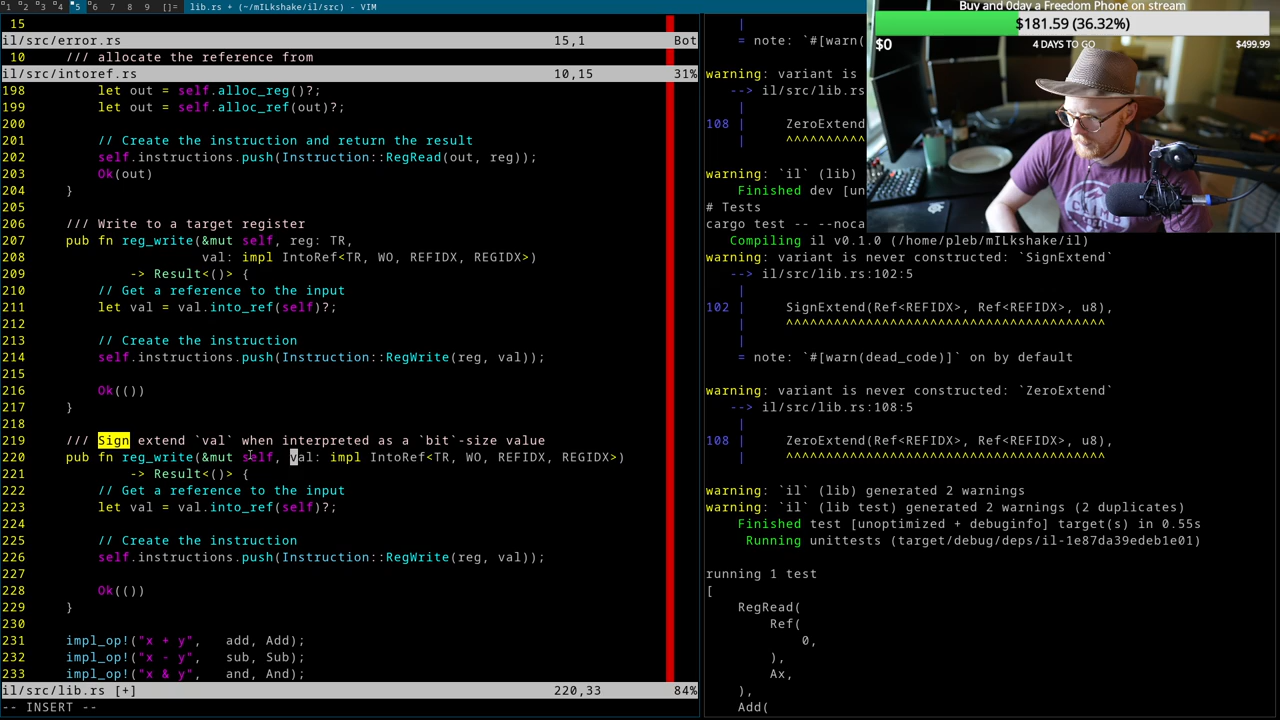 1 2 3 4 5 6 7 8 9 []= lib.rs + (~/mILkshake/il/src) - VIM
15
il/src/error.rs 15,1 Bot
10 /// allocate the reference from
il/src/intoref.rs 10,15 31%
198 let out = self.alloc_reg()?;
199 let out = self.alloc_ref(out)?;
200
201 // Create the instruction and return the result
202 self.instructions.push(Instruction::RegRead(out, reg));
203 Ok(out)
204 }
205
206 /// Write to a target register
207 pub fn reg_write(&mut self, reg: TR,
208 val: impl IntoRef<TR, WO, REFIDX, REGIDX>)
209 -> Result<()> {
210 // Get a reference to the input
211 let val = val.into_ref(self)?;
212
213 // Create the instruction
214 self.instructions.push(Instruction::RegWrite(reg, val));
215
216 Ok(())
217 }
218
219 /// Sign extend `val` when interpreted as a `bit`-size value
220 pub fn reg_write(&mut self, val: impl IntoRef<TR, WO, REFIDX, REGIDX>)
221 -> Result<()> {
222 // Get a reference to the input
223 let val = val.into_ref(self)?;
224
225 // Create the instruction
226 self.instructions.push(Instruction::RegWrite(reg, val));
227
228 Ok(())
229 }
230
231 impl_op!("x + y", add, Add);
232 impl_op!("x - y", sub, Sub);
233 impl_op!("x & y", and, And);
il/src/lib.rs [+] 220,33 84%
-- INSERT --
|
= note: `#[warn(
warning: variant is
--> il/src/lib.rs
|
108 | ZeroExtend
| ^^^^^^^^^^
warning: `il` (lib)
Finished dev [un
# Tests
cargo test -- --noca
Compiling il v0.1.0 (/home/pleb/mILkshake/il)
warning: variant is never constructed: `SignExtend`
--> il/src/lib.rs:102:5
|
102 | SignExtend(Ref<REFIDX>, Ref<REFIDX>, u8),
| ^^^^^^^^^^^^^^^^^^^^^^^^^^^^^^^^^^^^^^^^
|
= note: `#[warn(dead_code)]` on by default
warning: variant is never constructed: `ZeroExtend`
--> il/src/lib.rs:108:5
|
108 | ZeroExtend(Ref<REFIDX>, Ref<REFIDX>, u8),
| ^^^^^^^^^^^^^^^^^^^^^^^^^^^^^^^^^^^^^^^^
warning: `il` (lib) generated 2 warnings
warning: `il` (lib test) generated 2 warnings (2 duplicates)
Finished test [unoptimized + debuginfo] target(s) in 0.55s
Running unittests (target/debug/deps/il-1e87da39edeb1e01)
running 1 test
[
RegRead(
Ref(
0,
),
Ax,
),
Add(
Buy and 0day a Freedom Phone on stream
$181.59 (36.32%)
$0 4 DAYS TO GO $499.99